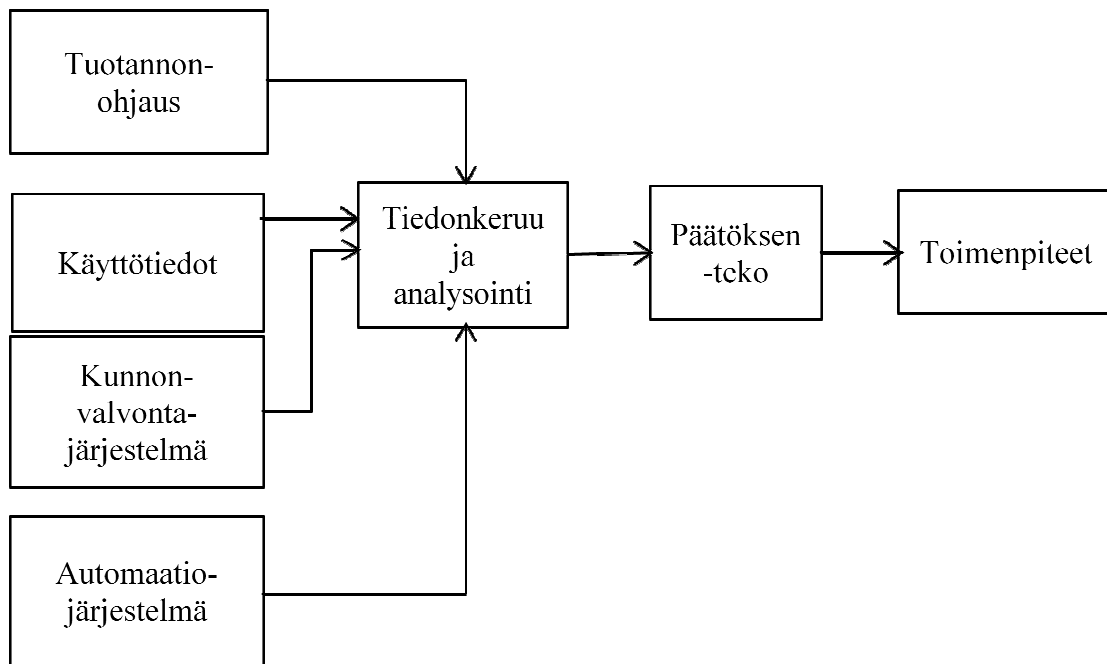 Tuotannon-
ohjaus
Käyttötiedot
Kunnon-
valvonta-
järjestelmä
Automaatio-
järjestelmä
Tiedonkeruu
ja
analysointi
Päätöksen
-teko
Toimenpiteet